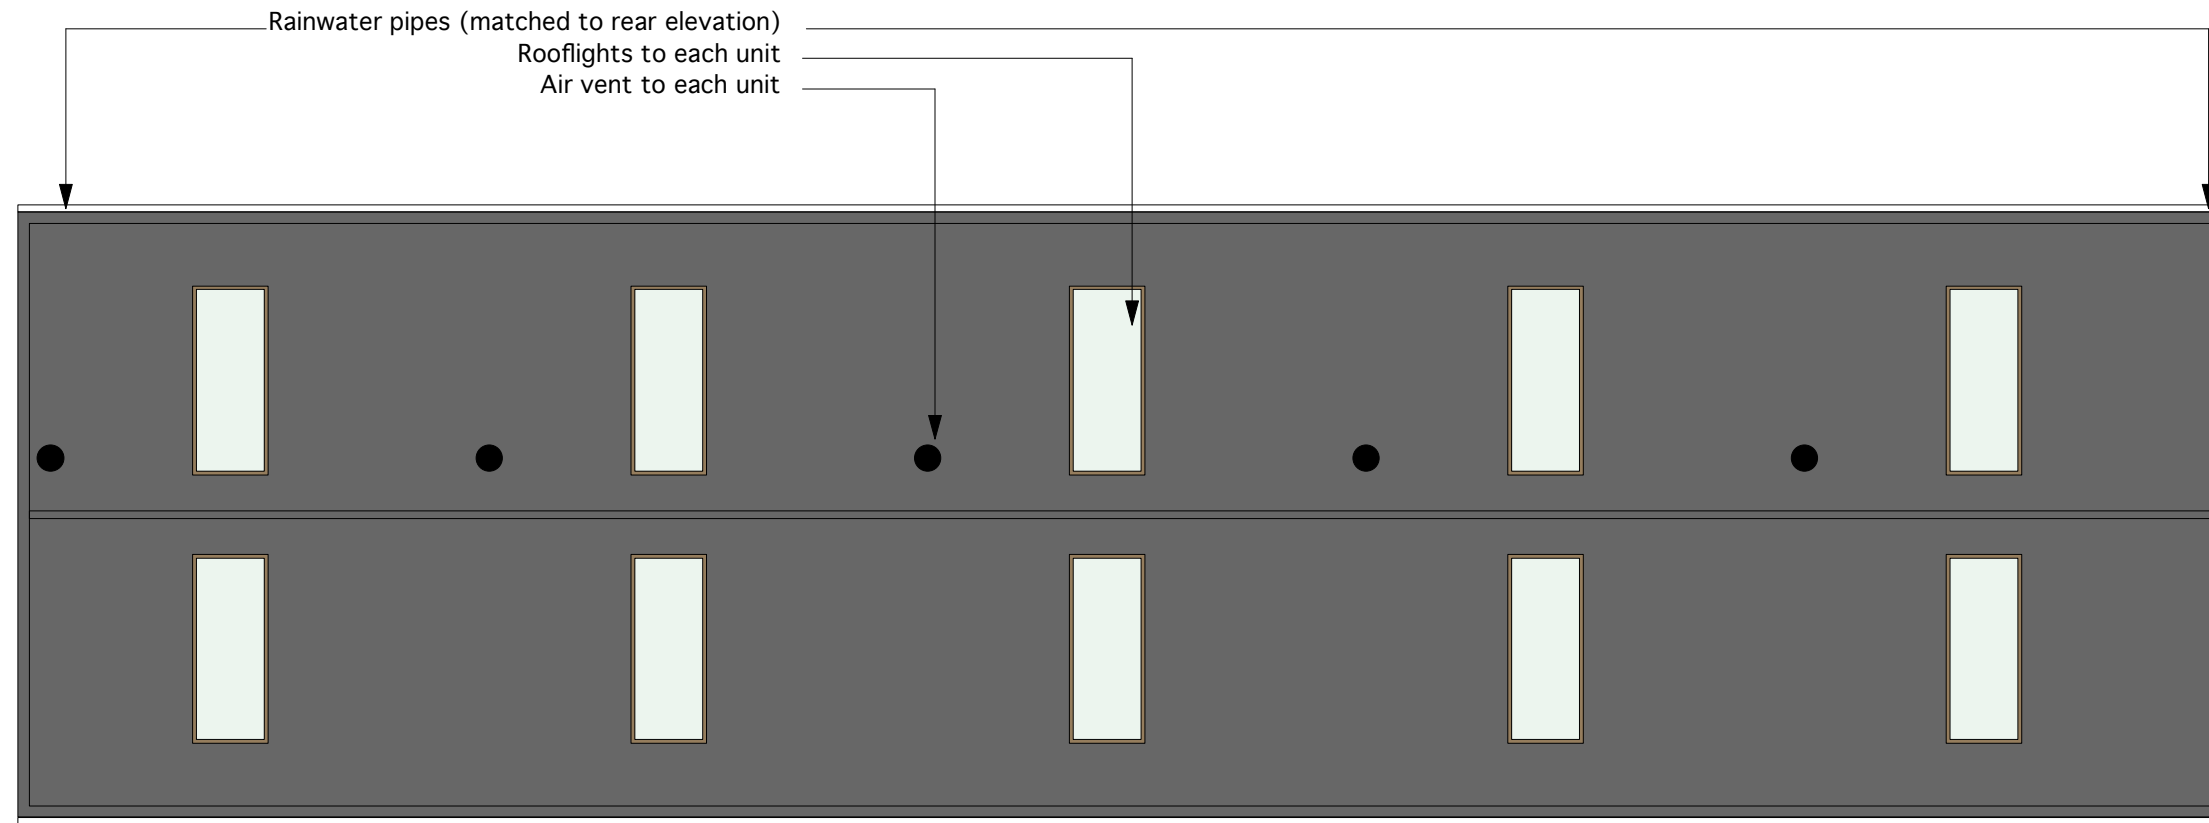 Rainwater pipes (matched to rear elevation)
Rooflights to each unit
Air vent to each unit